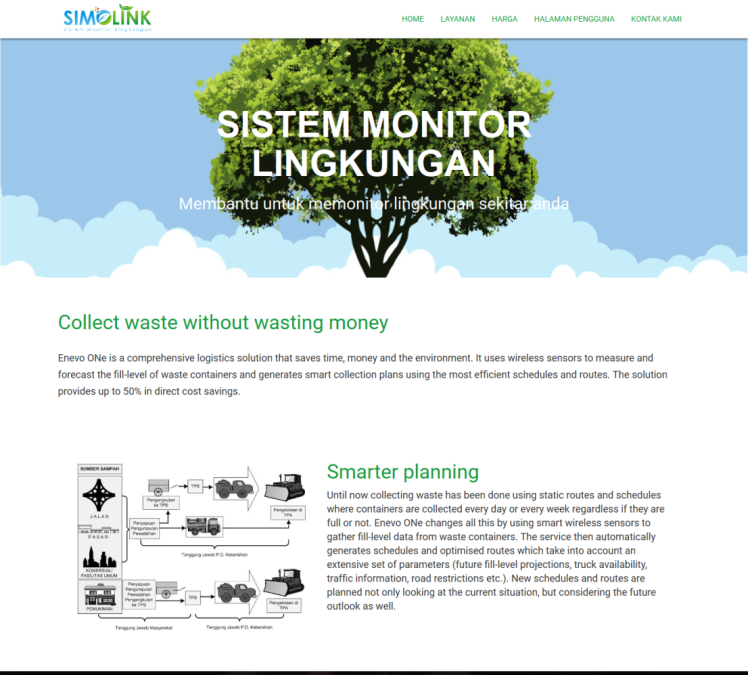 SIMOLINK
Sistem Monitor Lingkungan
HOME LAYANAN HARGA HALAMAN PENGGUNA KONTAK KAMI
SISTEM MONITOR
LINGKUNGAN
Membantu untuk memonitor lingkungan sekitar anda
Collect waste without wasting money
Enevo ONe is a comprehensive logistics solution that saves time, money and the environment. It uses wireless sensors to measure and
forecast the fill-level of waste containers and generates smart collection plans using the most efficient schedules and routes. The solution
provides up to 50% in direct cost savings.
SUMBER SAMPAH
JALAN
PASAR
KOMERSIAL/
FASILITAS UMUM
PEMUKIMAN
Penyapuan
Pengumpulan
Pewadahan
Pengangkutan
ke TPS
TPS
Pengelolaan di
TPA
Tanggung Jawab P.D. Kebersihan
Penyapuan
Pengumpulan
Pewadahan
Pengangkutan
ke TPS
TPS
Pengelolaan di
TPA
Tanggung Jawab Masyarakat
Tanggung Jawab P.D. Kebersihan
Smarter planning
Until now collecting waste has been done using static routes and schedules
where containers are collected every day or every week regardless if they are
full or not. Enevo ONe changes all this by using smart wireless sensors to
gather fill-level data from waste containers. The service then automatically
generates schedules and optimised routes which take into account an
extensive set of parameters (future fill-level projections, truck availability,
traffic information, road restrictions etc.). New schedules and routes are
planned not only looking at the current situation, but considering the future
outlook as well.